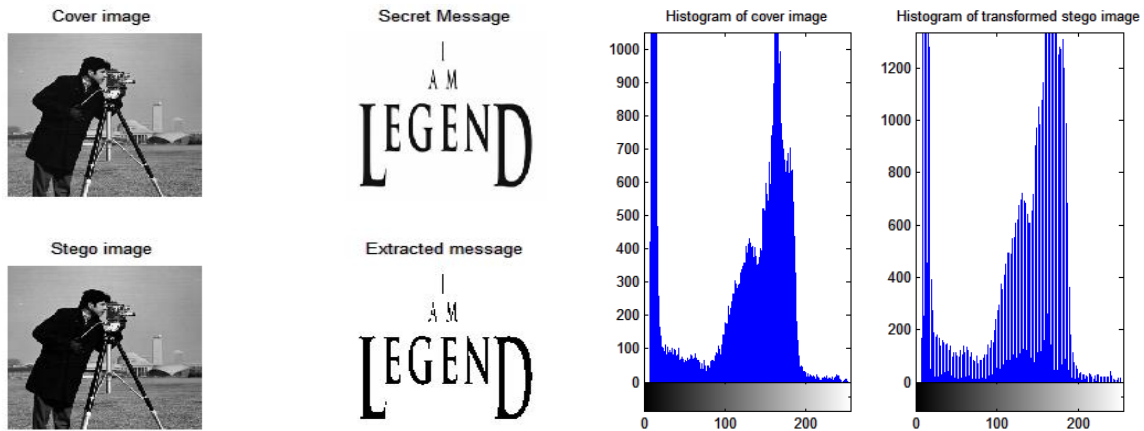 Cover image
Secret Message
Histogram of cover image
Histogram of transformed stego image
I
A M
LEGEND
Stego image
Extracted message
I
A M
LEGEND
1000
900
800
700
600
500
400
300
200
100
0
0
100
200
1200
1000
800
600
400
200
0
0
100
200